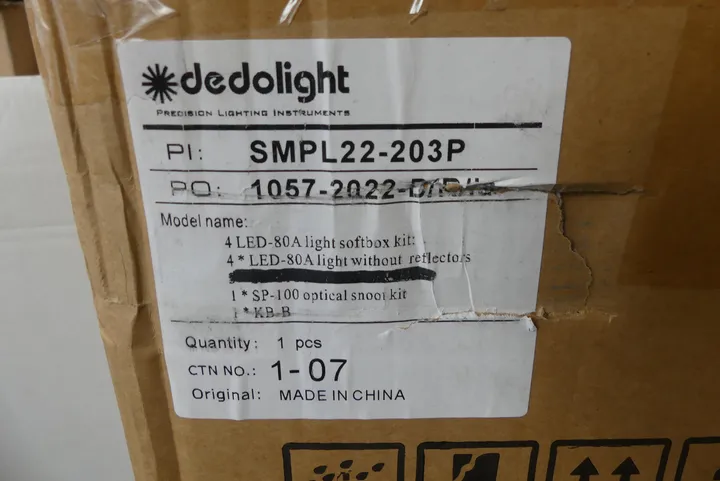 dedolight
PRECISION LIGHTING INSTRUMENTS
PI: SMPL22-203P
PO: 1057-2022-D/R/
Model name:
4 LED-80A light softbox kit:
4 * LED-80A light without reflectors
1 * SP-100 optical snoot kit
1 * KB-B
Quantity: 1 pcs
CTN NO.: 1-07
Original: MADE IN CHINA